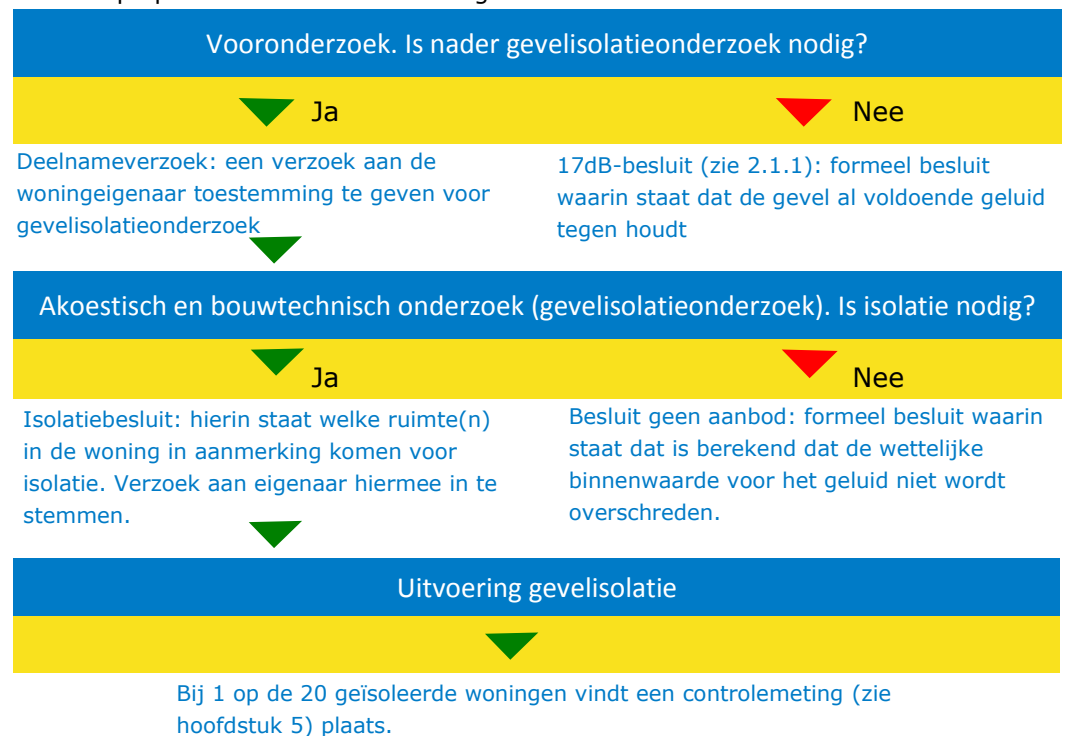 Vooronderzoek. Is nader gevelisolatieonderzoek nodig?
Ja
Nee
Deelnameverzoek: een verzoek aan de
woningeigenaar toestemming te geven voor
gevelisolatieonderzoek
17dB-besluit (zie 2.1.1): formeel besluit
waarin staat dat de gevel al voldoende geluid
tegen houdt
Akoestisch en bouwtechnisch onderzoek (gevelisolatieonderzoek). Is isolatie nodig?
Ja
Nee
Isolatiebesluit: hierin staat welke ruimte(n)
in de woning in aanmerking komen voor
isolatie. Verzoek aan eigenaar hiermee in te
stemmen.
Besluit geen aanbod: formeel besluit waarin
staat dat is berekend dat de wettelijke
binnenwaarde voor het geluid niet wordt
overschreden.
Uitvoering gevelisolatie
Bij 1 op de 20 geïsoleerde woningen vindt een controlemeting (zie
hoofdstuk 5) plaats.